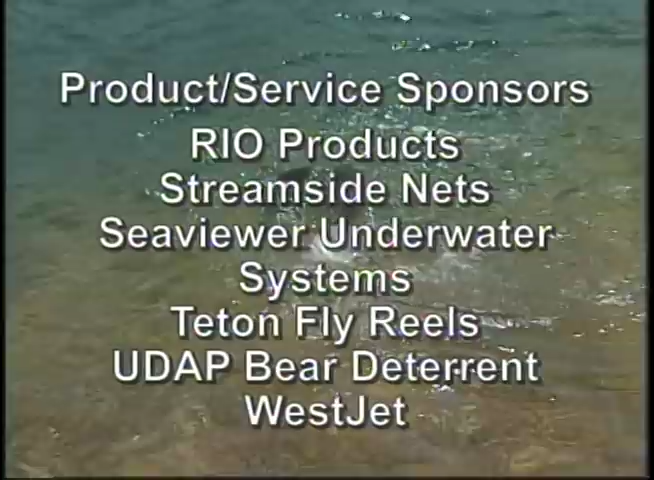 Product/Service Sponsors
RIO Products
Streamside Nets
Seaviewer Underwater
Systems
Teton Fly Reels
UDAP Bear Deterrent
WestJet